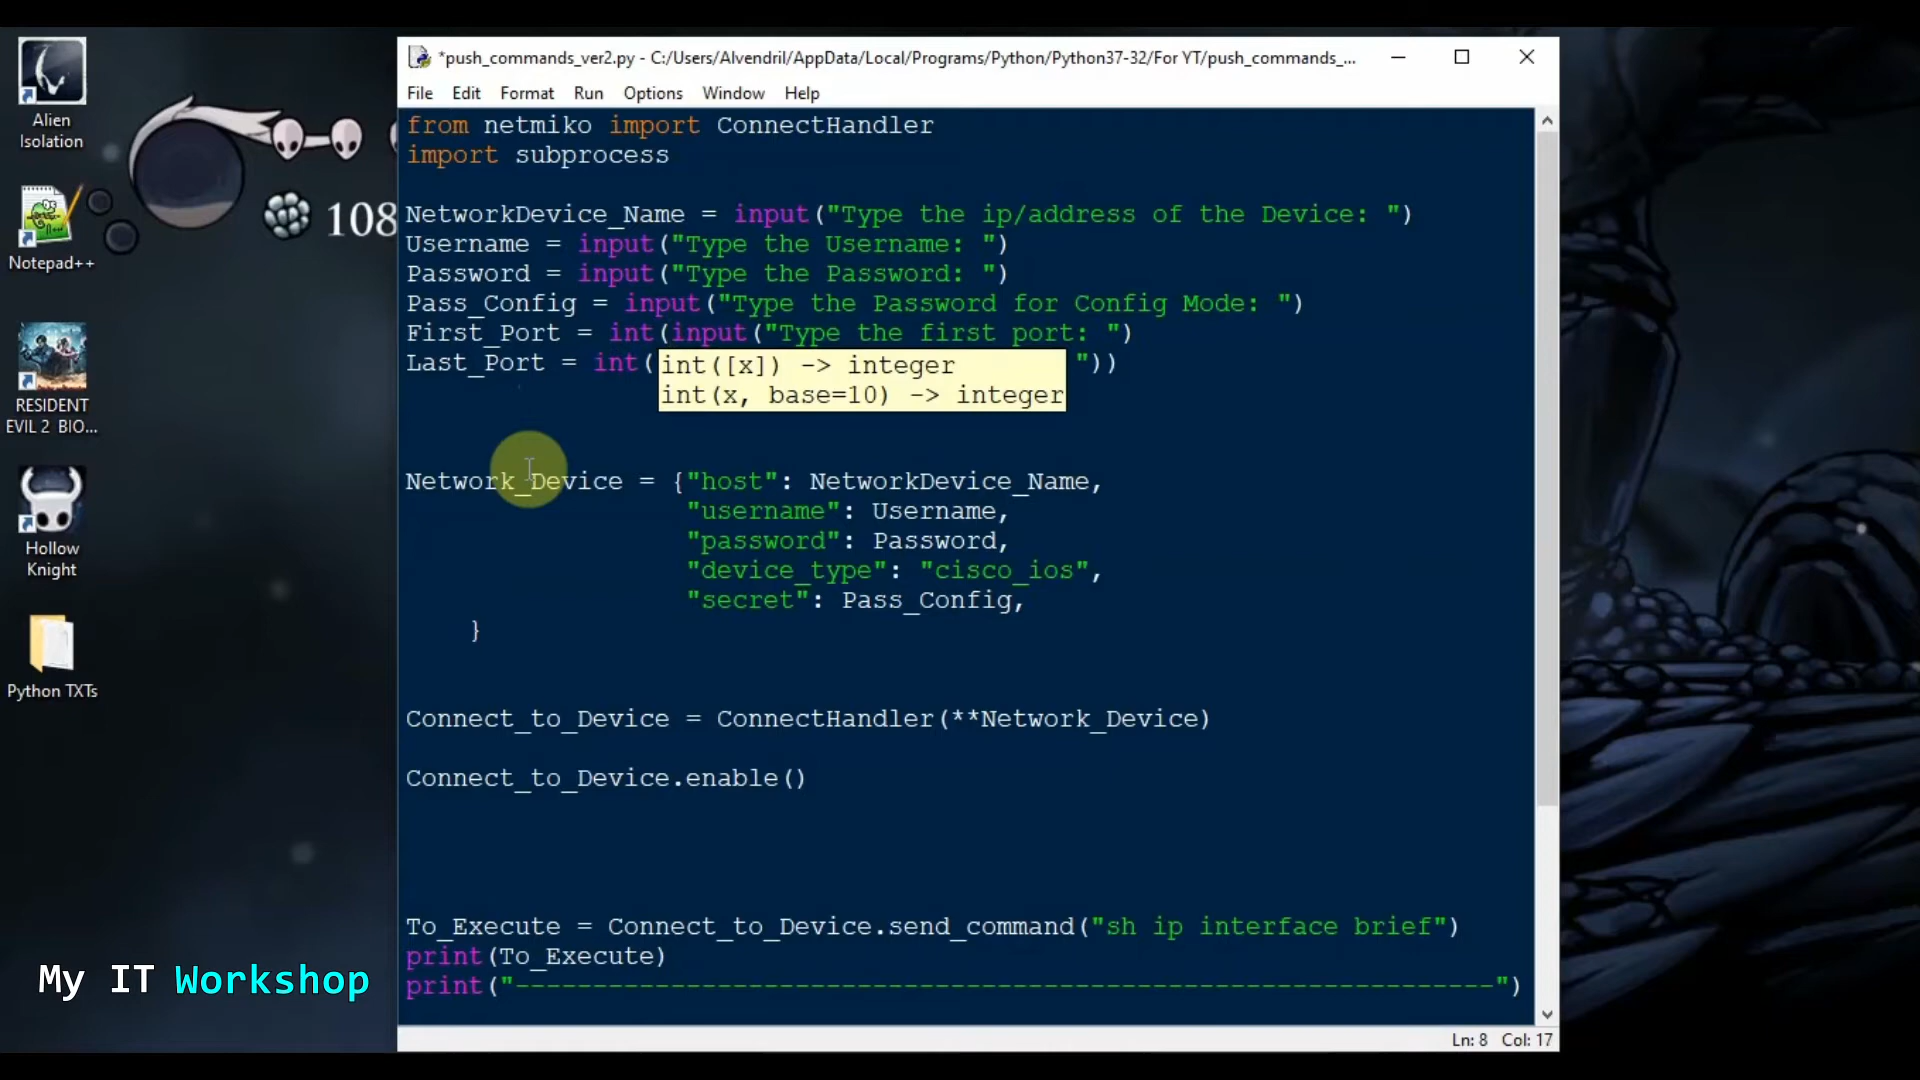 *push_commands_ver2.py - C:/Users/Alvendril/AppData/Local/Programs/Python/Python37-32/For YT/push_commands_...
File Edit Format Run Options Window Help
from netmiko import ConnectHandler
import subprocess
NetworkDevice_Name = input("Type the ip/address of the Device: ")
Username = input("Type the Username: ")
Password = input("Type the Password: ")
Pass_Config = input("Type the Password for Config Mode: ")
First_Port = int(input("Type the first port: ")
Last_Port = int( "))
int([x]) -> integer
int(x, base=10) -> integer
Network_Device = {"host": NetworkDevice_Name,
"username": Username,
"password": Password,
"device_type": "cisco_ios",
"secret": Pass_Config,
}
Connect_to_Device = ConnectHandler(**Network_Device)
Connect_to_Device.enable()
To_Execute = Connect_to_Device.send_command("sh ip interface brief")
print(To_Execute)
print("---------------------------------------------------------------")
Ln: 8 Col: 17
Alien
Isolation
108
Notepad++
RESIDENT
EVIL 2 BIO...
Hollow
Knight
Python TXTs
My IT Workshop